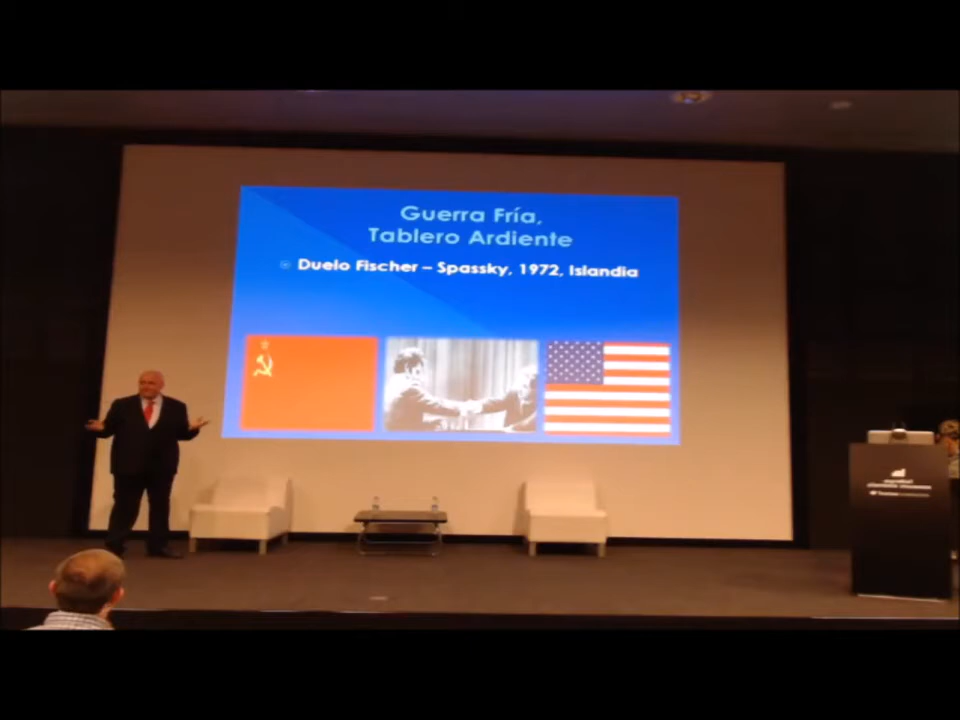 Guerra Fría,
Tablero Ardiente
Duelo Fischer – Spassky, 1972, Islandia